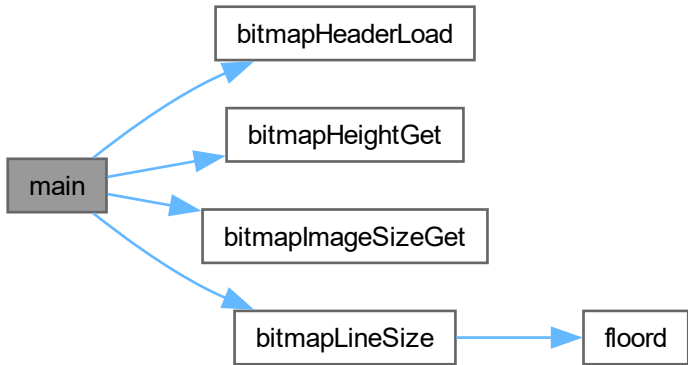 bitmapHeaderLoad
bitmapHeightGet
main
bitmapImageSizeGet
bitmapLineSize
floord